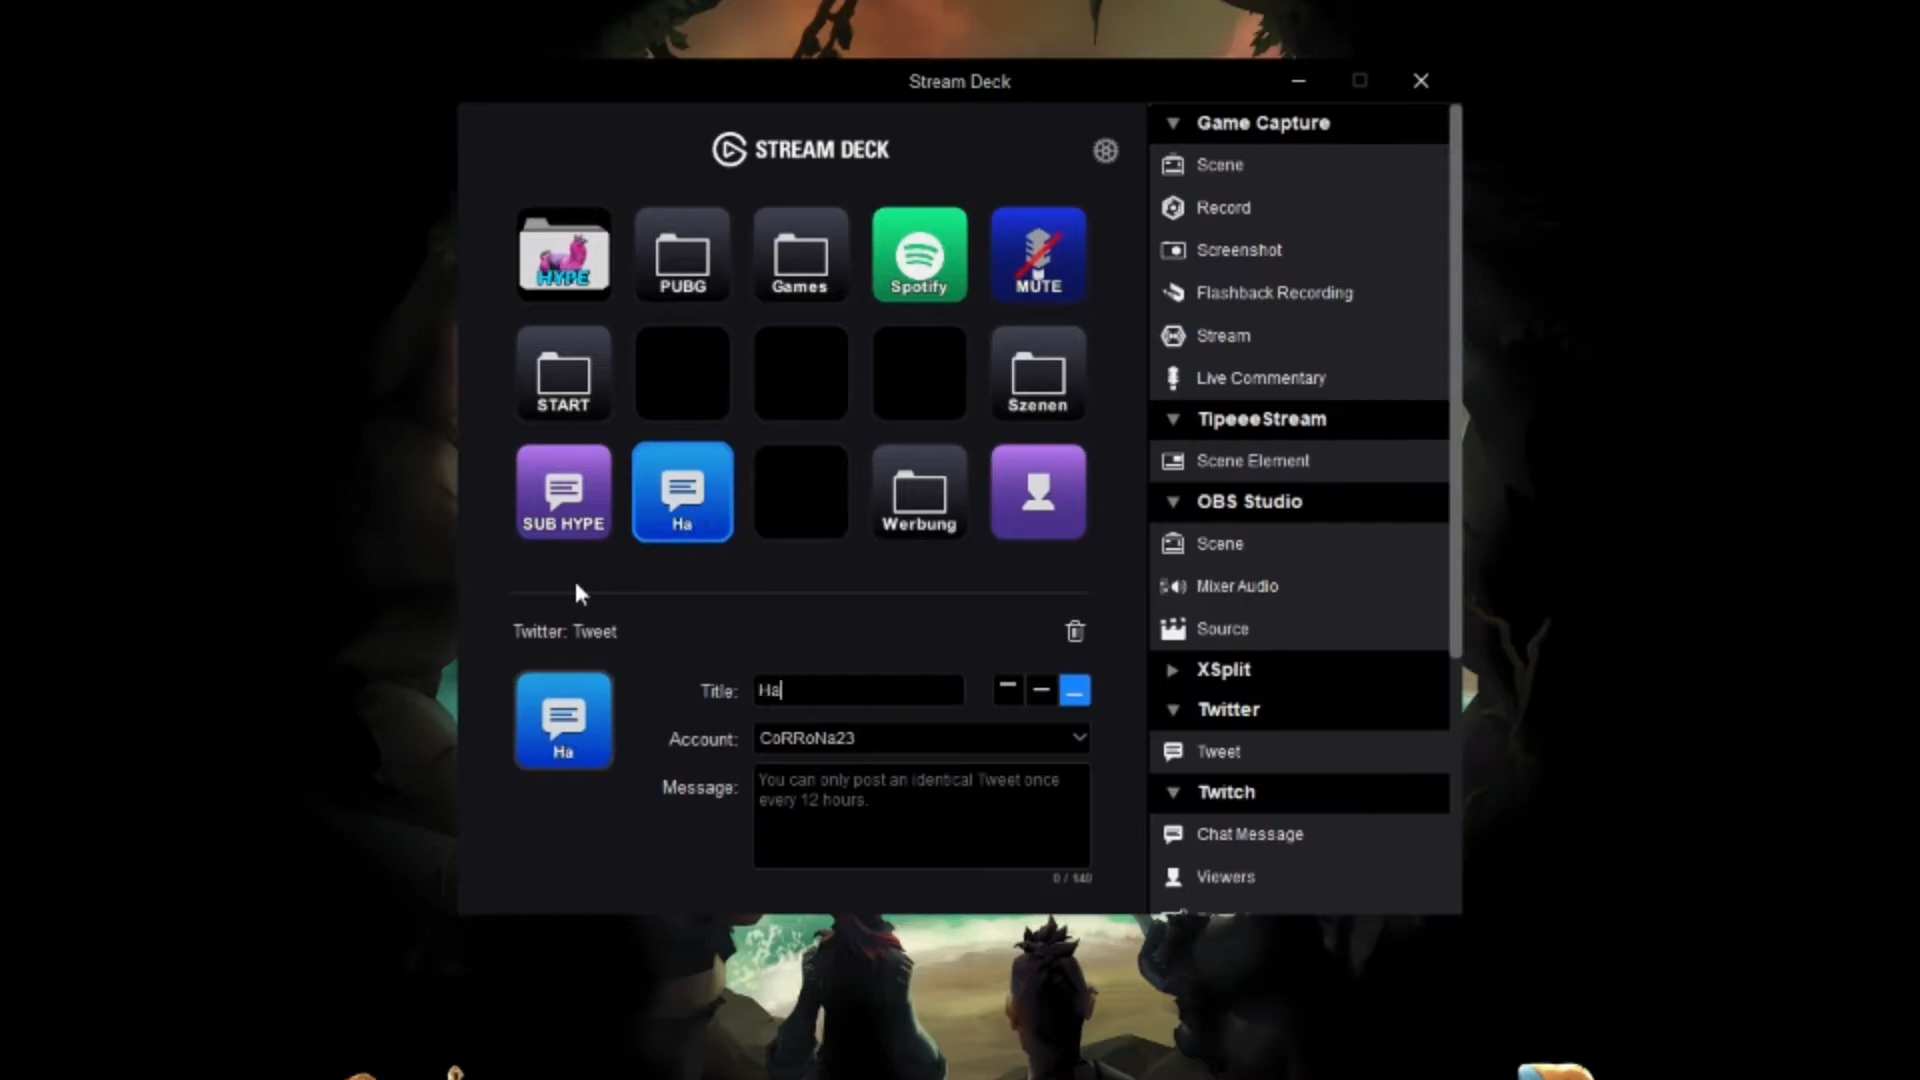 Stream Deck
STREAM DECK
HYPE
PUBG
Games
Spotify
MUTE
START
Szenen
SUB HYPE
Ha
Werbung
Twitter: Tweet
Ha
Title: Ha
Account: CoRRoNa23
Message: You can only post an identical Tweet once
every 12 hours.
0 / 140
Game Capture
Scene
Record
Screenshot
Flashback Recording
Stream
Live Commentary
TipeeeStream
Scene Element
OBS Studio
Scene
Mixer Audio
Source
XSplit
Twitter
Tweet
Twitch
Chat Message
Viewers